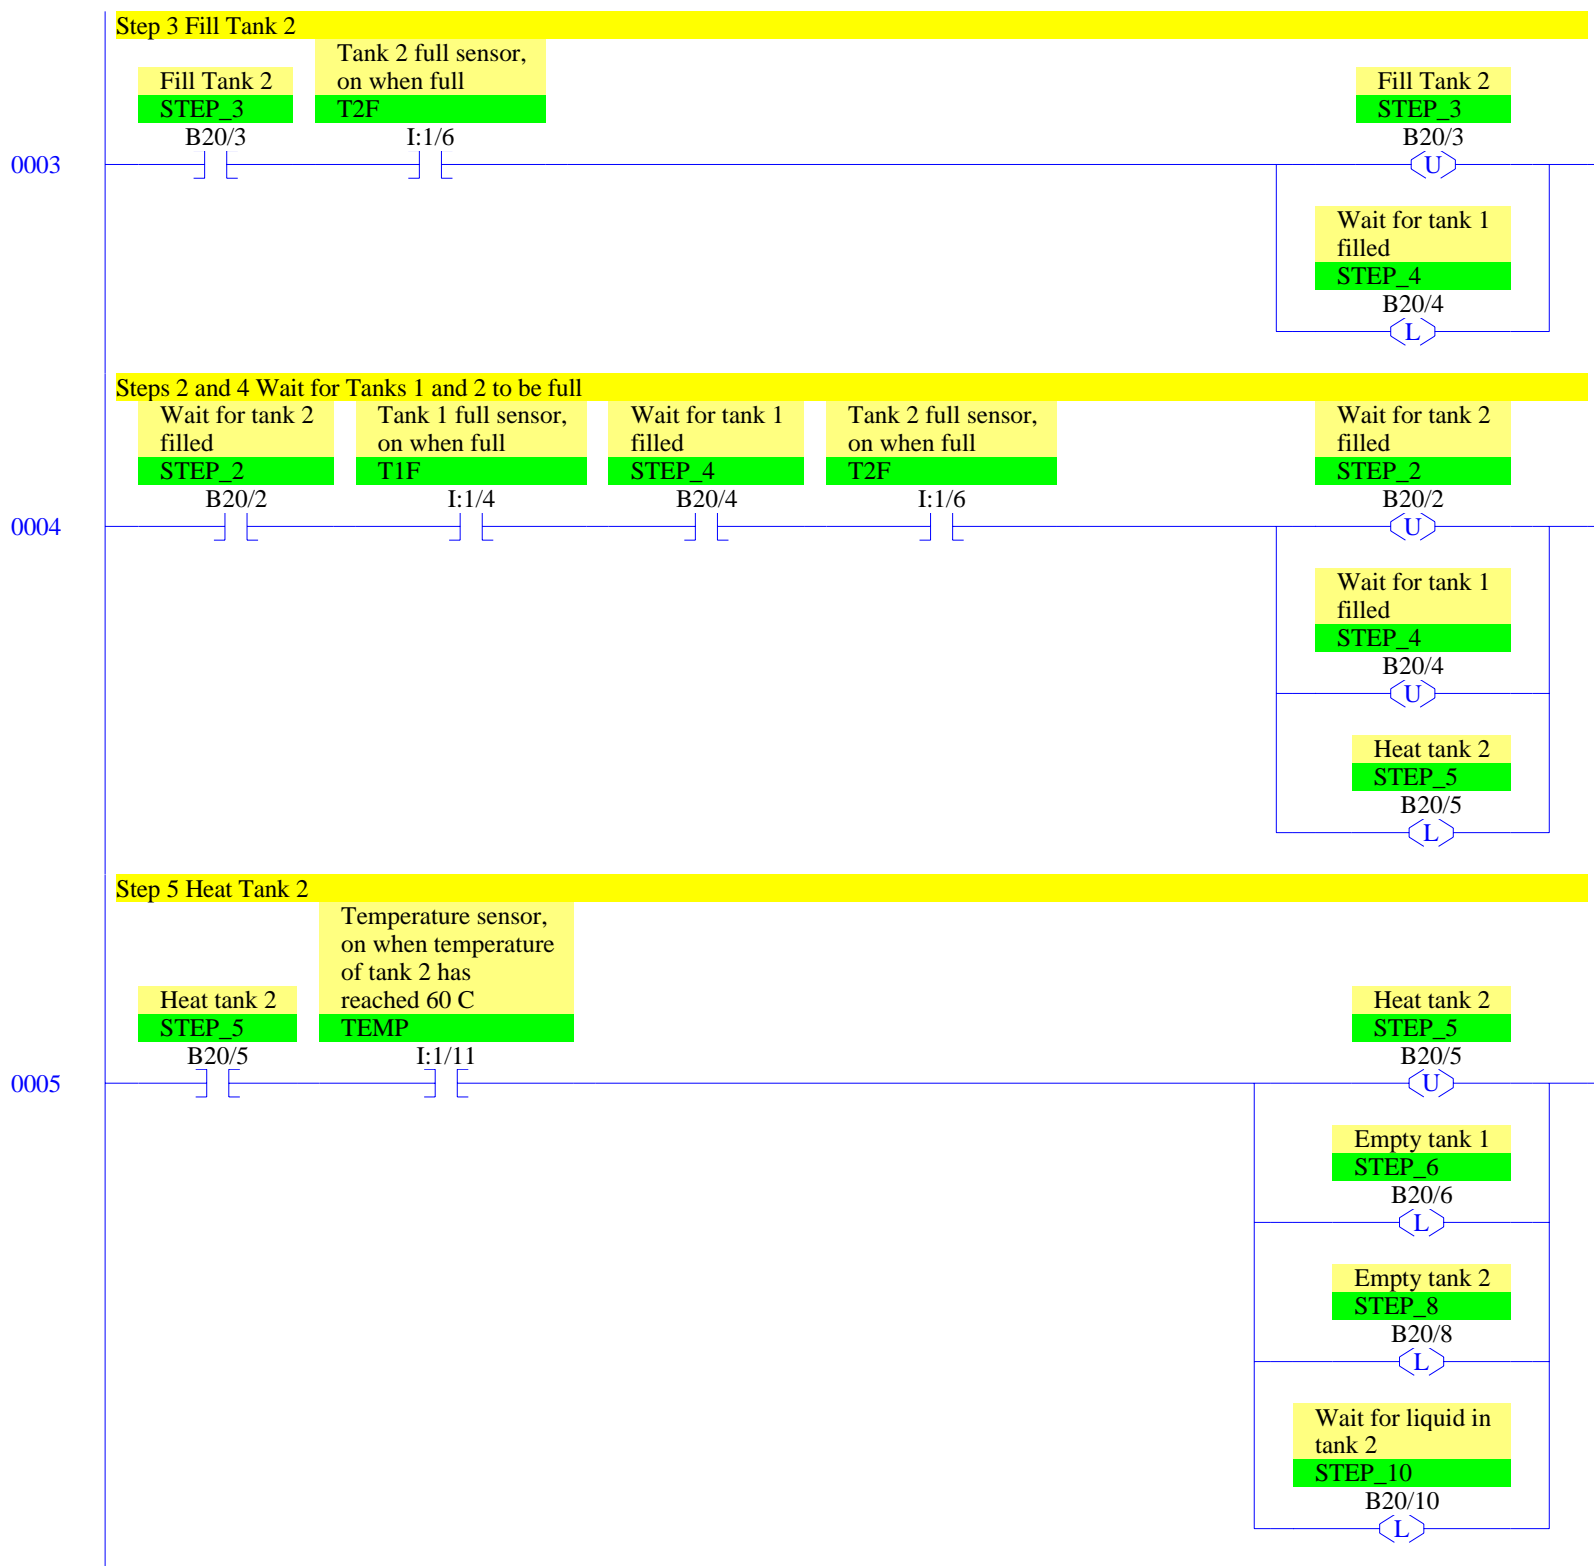 Step 3 Fill Tank 2
Tank 2 full sensor,
on when full
T2F
I:1/6
Fill Tank 2
STEP_3
B20/3
Fill Tank 2
STEP_3
B20/3
0003
U
Wait for tank 1
filled
STEP_4
B20/4
L
Steps 2 and 4 Wait for Tanks 1 and 2 to be full
Wait for tank 2
filled
STEP_2
B20/2
Tank 1 full sensor,
on when full
T1F
I:1/4
Wait for tank 1
filled
STEP_4
B20/4
Tank 2 full sensor,
on when full
T2F
I:1/6
Wait for tank 2
filled
STEP_2
B20/2
0004
U
Wait for tank 1
filled
STEP_4
B20/4
U
Heat tank 2
STEP_5
B20/5
L
Step 5 Heat Tank 2
Temperature sensor,
on when temperature
of tank 2 has
reached 60 C
TEMP
I:1/11
Heat tank 2
STEP_5
B20/5
Heat tank 2
STEP_5
B20/5
0005
U
Empty tank 1
STEP_6
B20/6
L
Empty tank 2
STEP_8
B20/8
L
Wait for liquid in
tank 2
STEP_10
B20/10
L